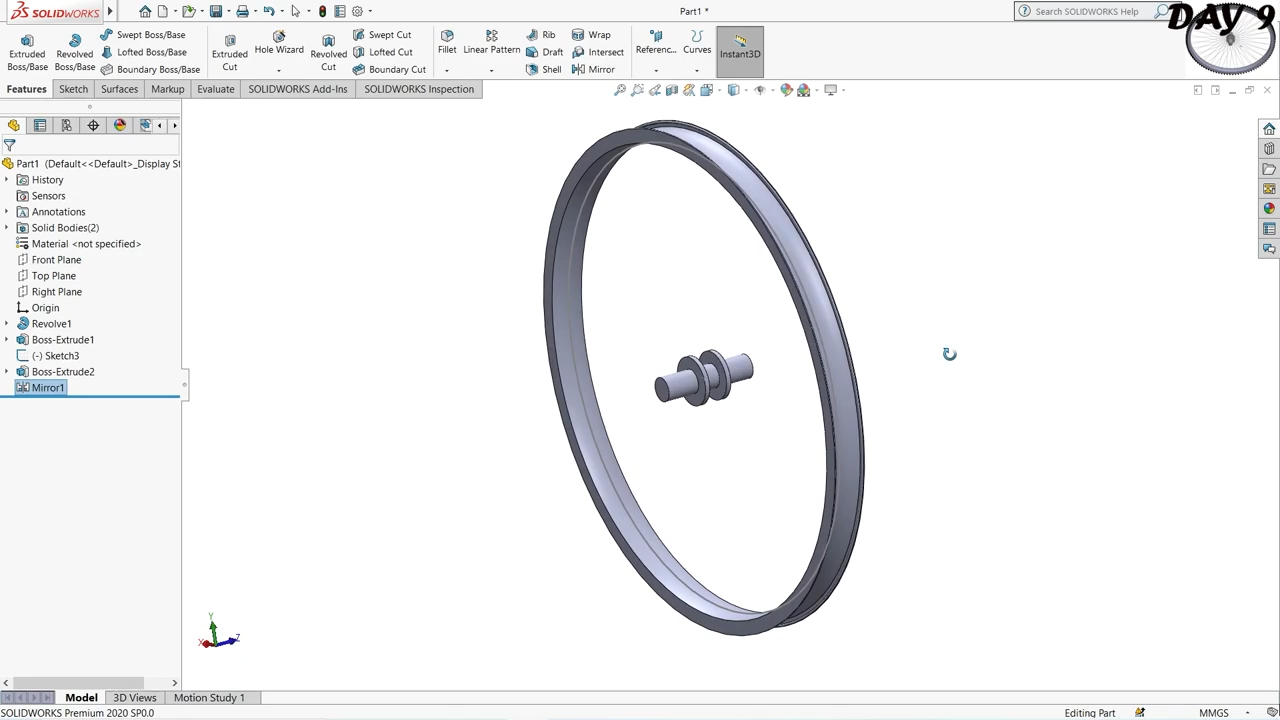 SOLIDWORKS
Part1 *
Search SOLIDWORKS Help
DAY 9
Extruded Boss/Base
Revolved Boss/Base
Swept Boss/Base
Lofted Boss/Base
Boundary Boss/Base
Extruded Cut
Hole Wizard
Revolved Cut
Swept Cut
Lofted Cut
Boundary Cut
Fillet
Linear Pattern
Rib
Draft
Shell
Wrap
Intersect
Mirror
Referenc...
Curves
Instant3D
Features
Sketch
Surfaces
Markup
Evaluate
SOLIDWORKS Add-Ins
SOLIDWORKS Inspection
Part1 (Default<<Default>_Display St
History
Sensors
Annotations
Solid Bodies(2)
Material <not specified>
Front Plane
Top Plane
Right Plane
Origin
Revolve1
Boss-Extrude1
(-) Sketch3
Boss-Extrude2
Mirror1
Y
X
Z
Model
3D Views
Motion Study 1
SOLIDWORKS Premium 2020 SP0.0
Editing Part
MMGS